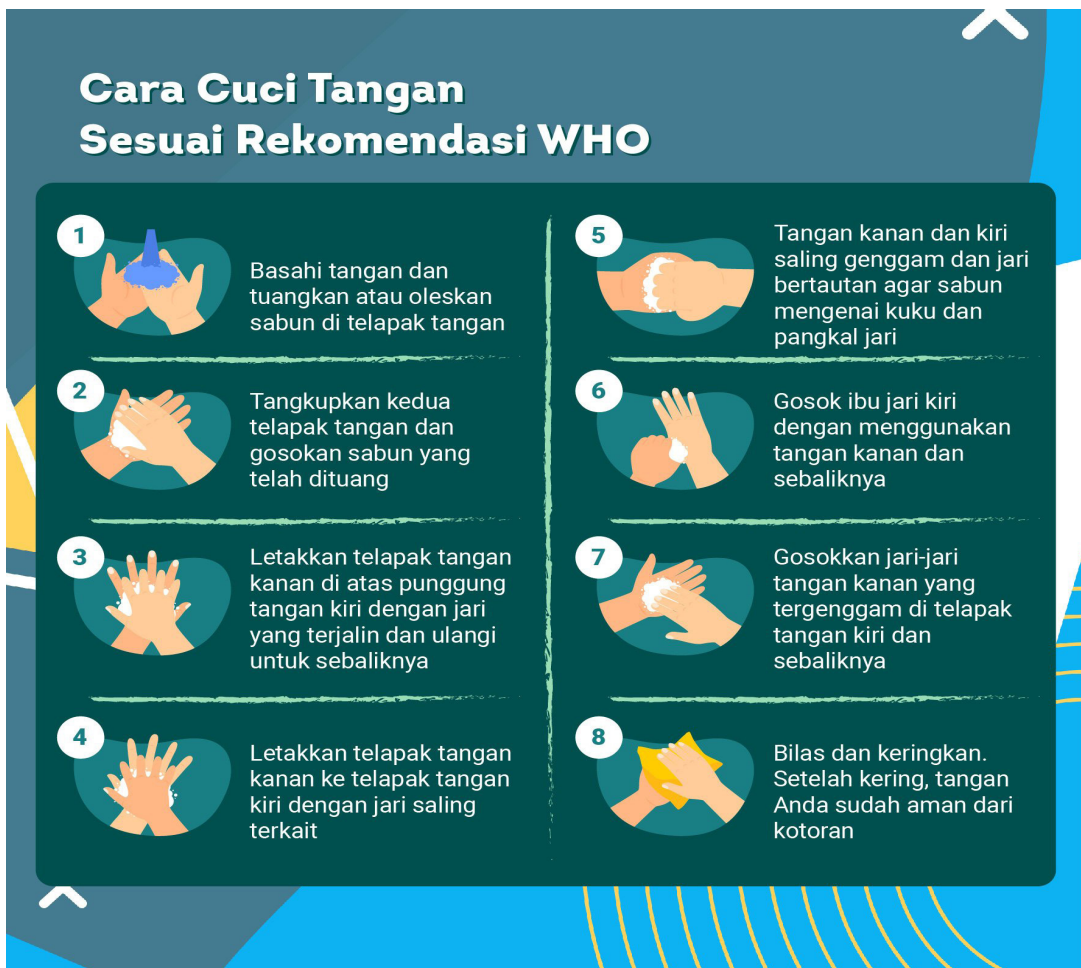 Cara Cuci Tangan
Sesuai Rekomendasi WHO
1
Basahi tangan dan
tuangkan atau oleskan
sabun di telapak tangan
2
Tangkupkan kedua
telapak tangan dan
gosokan sabun yang
telah dituang
3
Letakkan telapak tangan
kanan di atas punggung
tangan kiri dengan jari
yang terjalin dan ulangi
untuk sebaliknya
4
Letakkan telapak tangan
kanan ke telapak tangan
kiri dengan jari saling
terkait
5
Tangan kanan dan kiri
saling genggam dan jari
bertautan agar sabun
mengenai kuku dan
pangkal jari
6
Gosok ibu jari kiri
dengan menggunakan
tangan kanan dan
sebaliknya
7
Gosokkan jari-jari
tangan kanan yang
tergenggam di telapak
tangan kiri dan
sebaliknya
8
Bilas dan keringkan.
Setelah kering, tangan
Anda sudah aman dari
kotoran